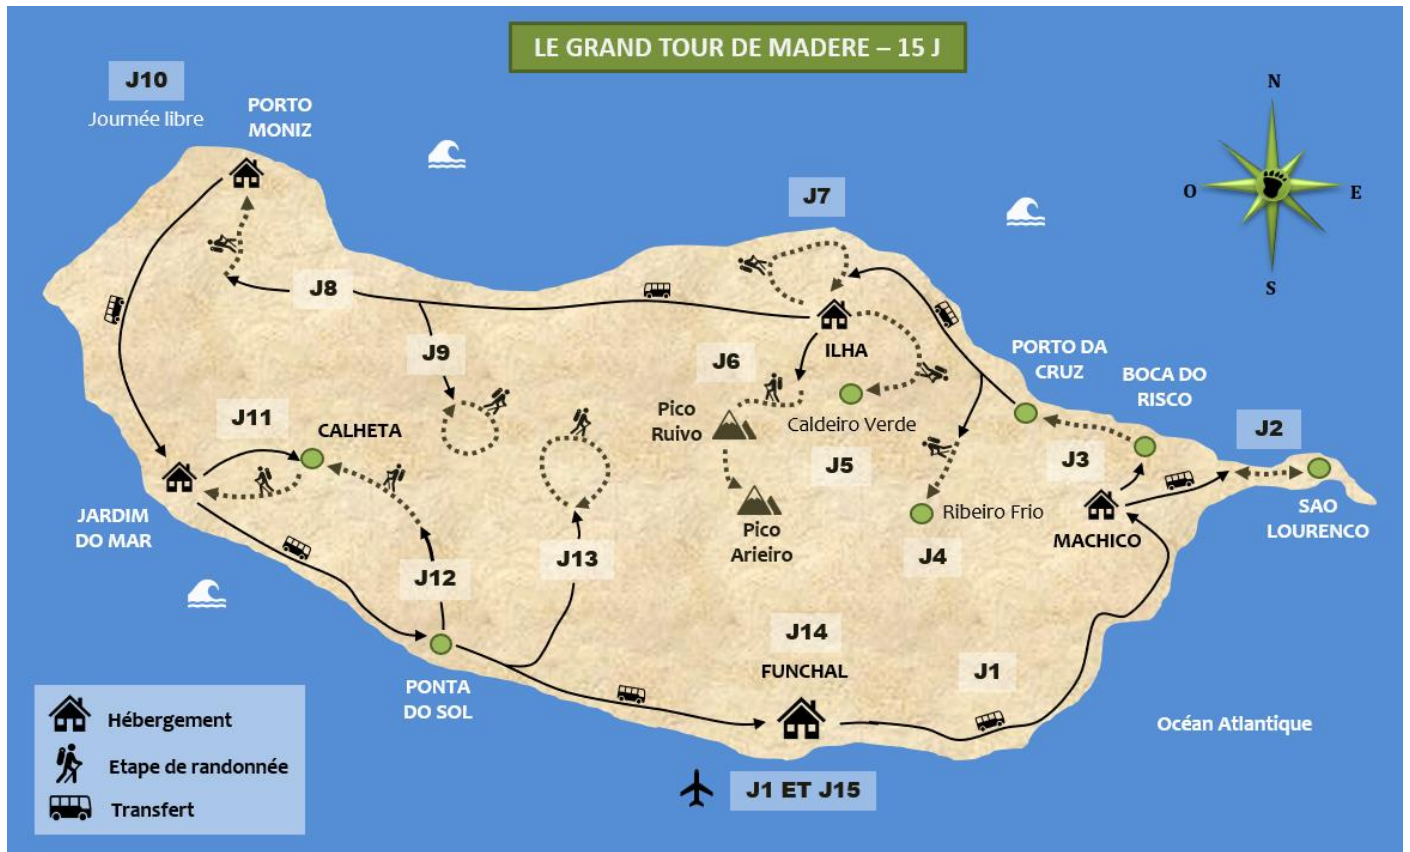 LE GRAND TOUR DE MADERE – 15 J
J10
Journée libre
PORTO
MONIZ
N
O
E
S
J7
J8
J9
J6
ILHA
PORTO DA
CRUZ
BOCA DO
RISCO
J11
CALHETA
Pico
Ruivo
Caldeiro Verde
J5
J3
J2
JARDIM
DO MAR
Pico
Arieiro
Ribeiro Frio
J4
MACHICO
SAO
LOURENCO
J12
J13
J14
FUNCHAL
J1
PONTA
DO SOL
Hébergement
Etape de randonnée
Transfert
Océan Atlantique
J1 ET J15